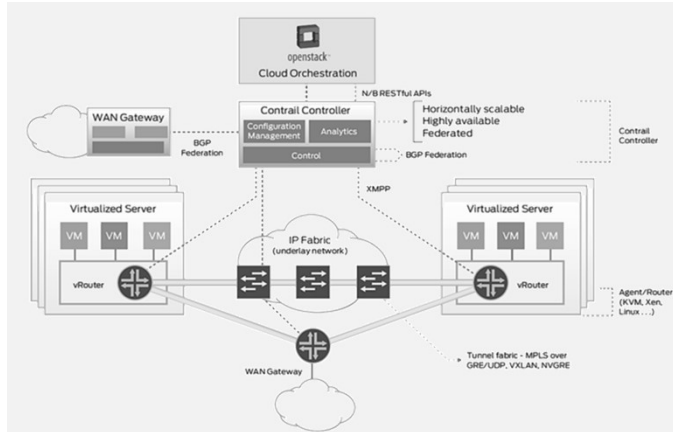 openstack™
Cloud Orchestration
N/B RESTful APIs
Contrail Controller
Configuration
Management
Analytics
Control
Horizontally scalable
Highly available
Federated
Contrail
Controller
WAN Gateway
BGP
Federation
BGP Federation
XMPP
Virtualized Server
VM VM VM
vRouter
IP Fabric
(underlay network)
Virtualized Server
VM VM VM
vRouter
Agent/Router
(KVM, Xen,
Linux . . .)
WAN Gateway
Tunnel fabric - MPLS over
GRE/UDP, VXLAN, NVGRE